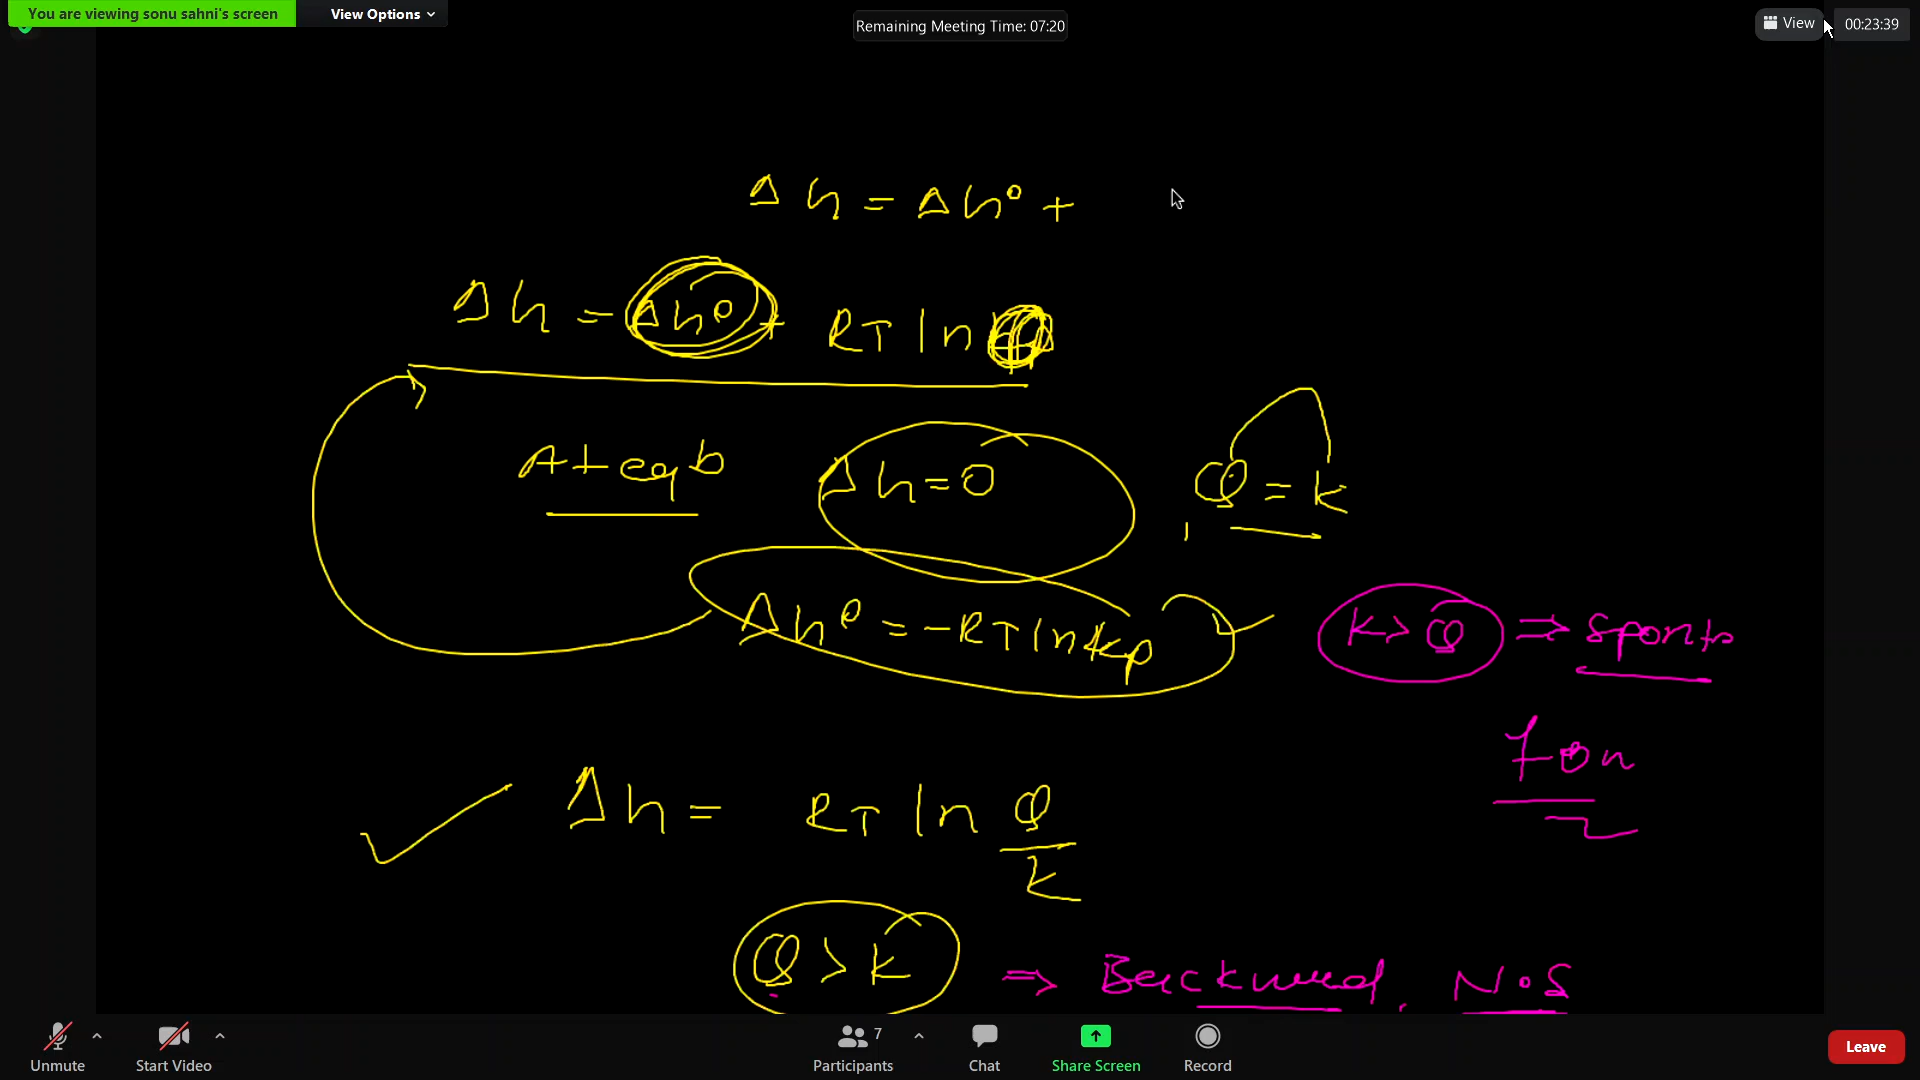 You are viewing sonu sahni's screen
View Options
Remaining Meeting Time: 07:20
View
00:23:39
Δh = Δh° +
Δh = Δh° + RT ln
At eqb Δh = 0 Q = k
Δh° = -RT ln kp k > Q ⇒ sponts
for
✓ Δh = RT ln Q/k
Q > k ⇒ Backward, N.S
Unmute
Start Video
Participants 7
Chat
Share Screen
Record
Leave